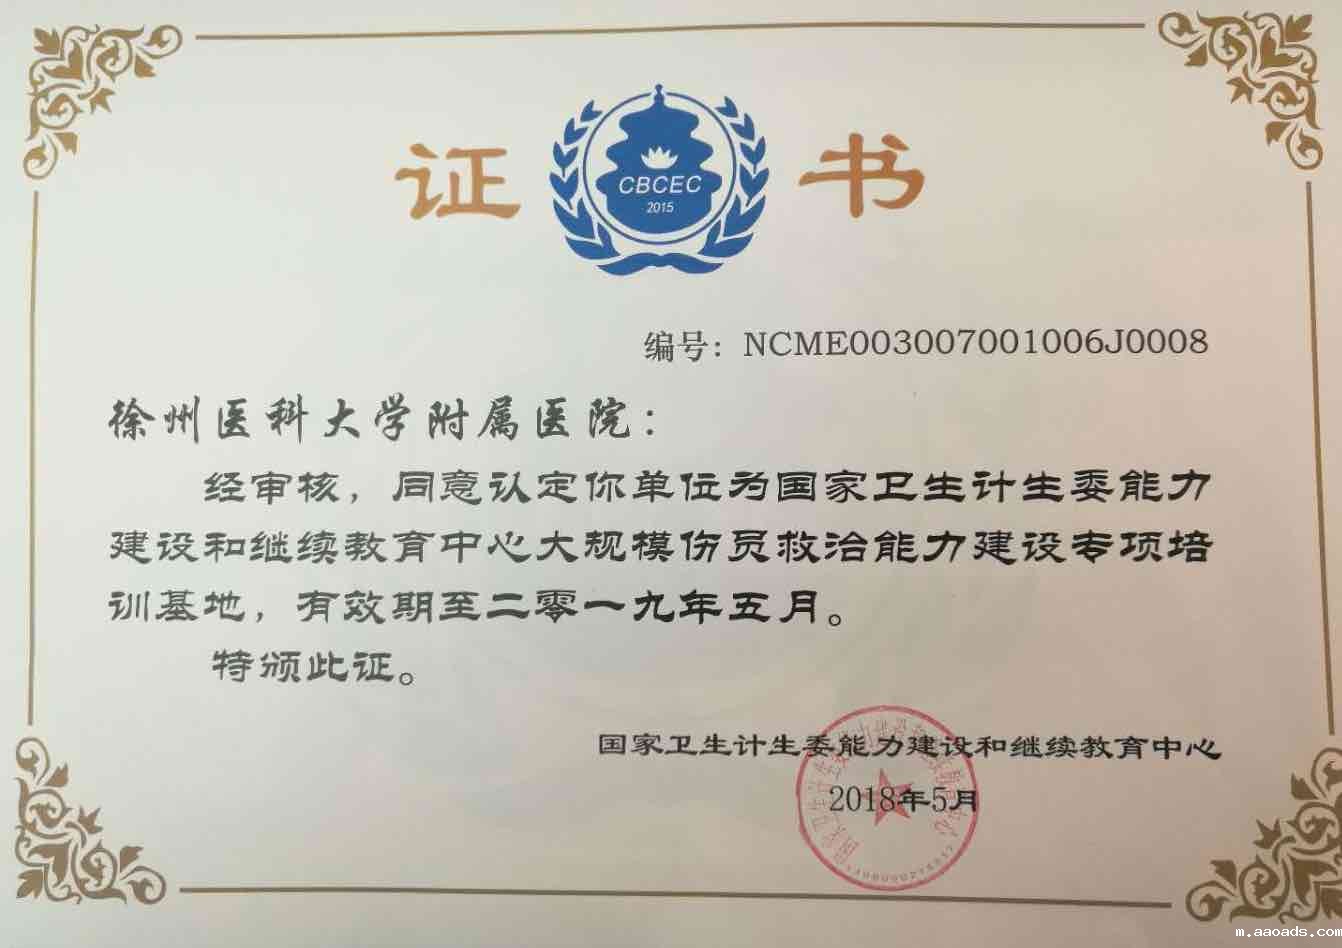 证 书
CBCEC
2015
编号：NCME003007001006J0008
徐州医科大学附属医院：
经审核，同意认定你单位为国家卫生计生委能力
建设和继续教育中心大规模伤员救治能力建设专项培
训基地，有效期至二零一九年五月。
特颁此证。
国家卫生计生委能力建设和继续教育中心
2018年5月
m.aaoads.com